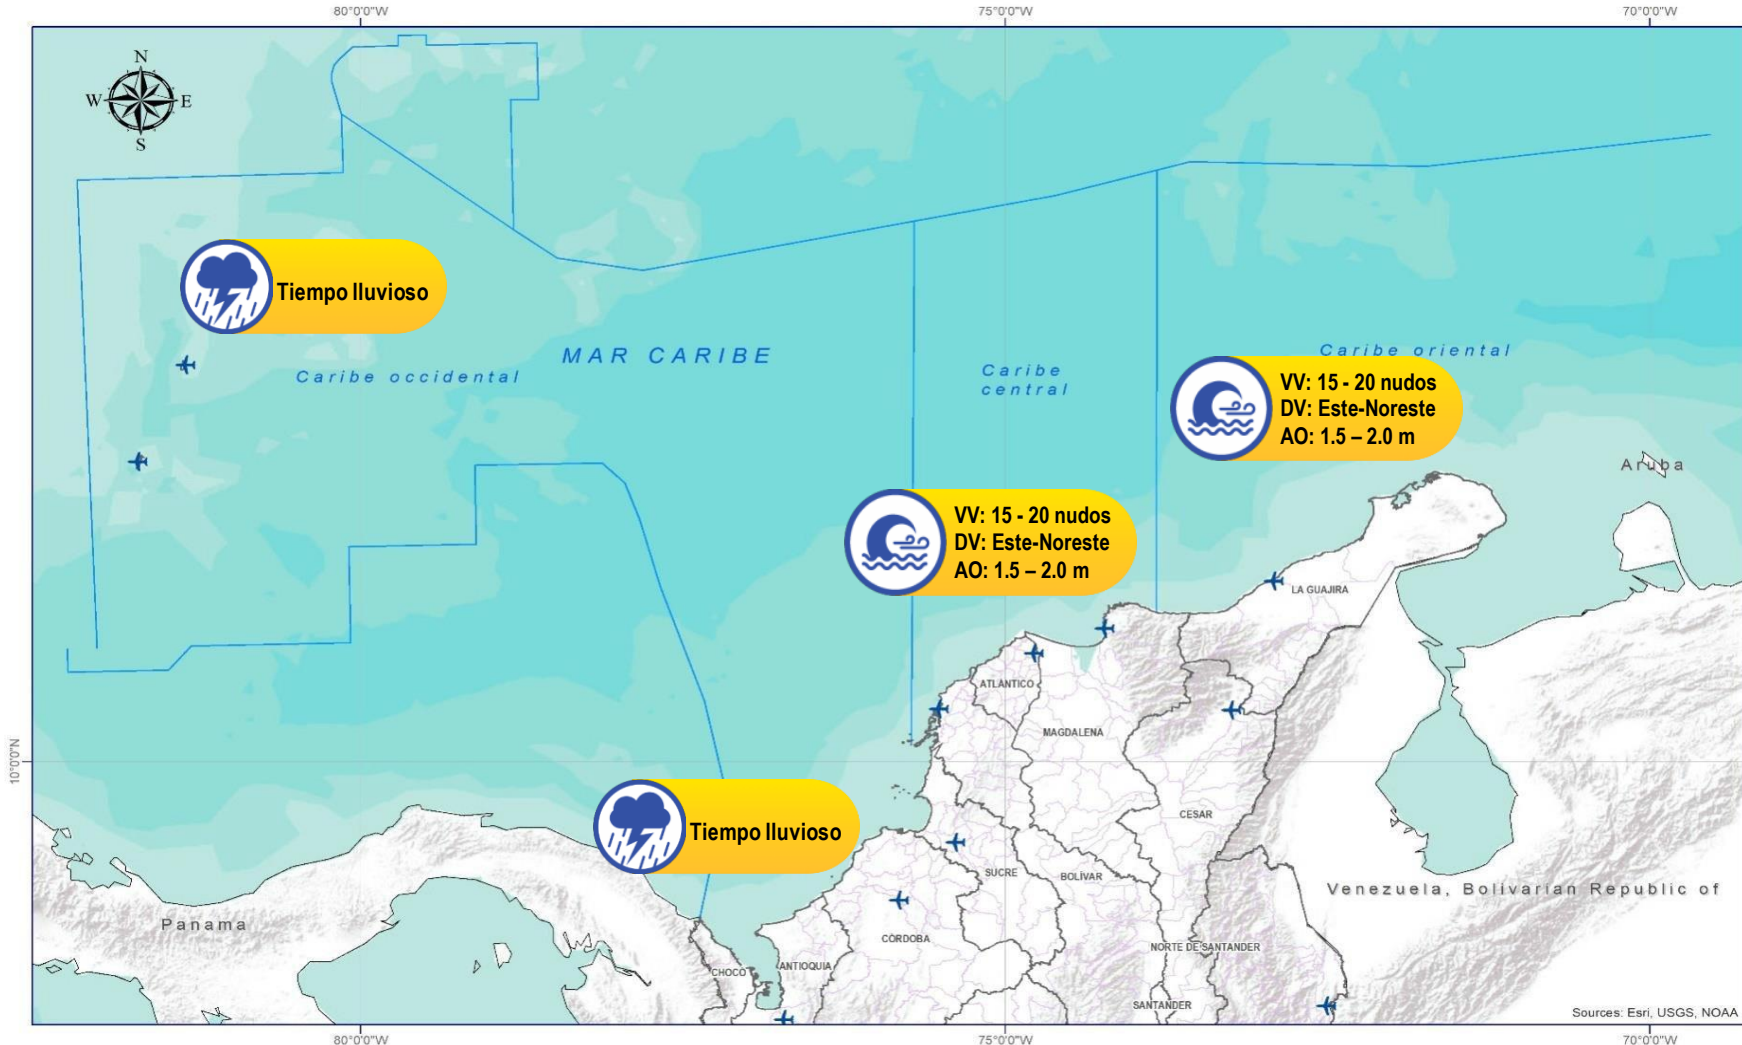 80°0'0"W
75°0'0"W
70°0'0"W
N
W
E
S
Tiempo lluvioso
MAR CARIBE
Caribe occidental
Caribe
central
Caribe oriental
VV: 15 - 20 nudos
DV: Este-Noreste
AO: 1.5 – 2.0 m
Aruba
VV: 15 - 20 nudos
DV: Este-Noreste
AO: 1.5 – 2.0 m
LA GUAJIRA
ATLÁNTICO
MAGDALENA
10°0'0"N
CESAR
Tiempo lluvioso
SUCRE
BOLÍVAR
Venezuela, Bolivarian Republic of
Panama
CÓRDOBA
NORTE DE SANTANDER
CHOCÓ
ANTIOQUIA
SANTANDER
Sources: Esri, USGS, NOAA
80°0'0"W
75°0'0"W
70°0'0"W